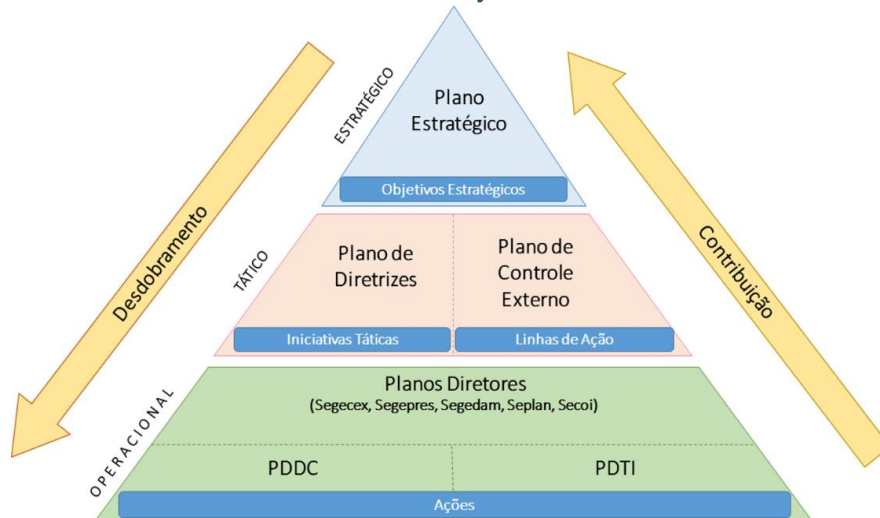 ESTRATÉGICO
Plano
Estratégico
Objetivos Estratégicos
Desdobramento
Contribuição
TÁTICO
Plano de
Diretrizes
Plano de
Controle
Externo
Iniciativas Táticas
Linhas de Ação
OPERACIONAL
Planos Diretores
(Segecex, Segepres, Segedam, Seplan, Secoi)
PDDC
PDTI
Ações